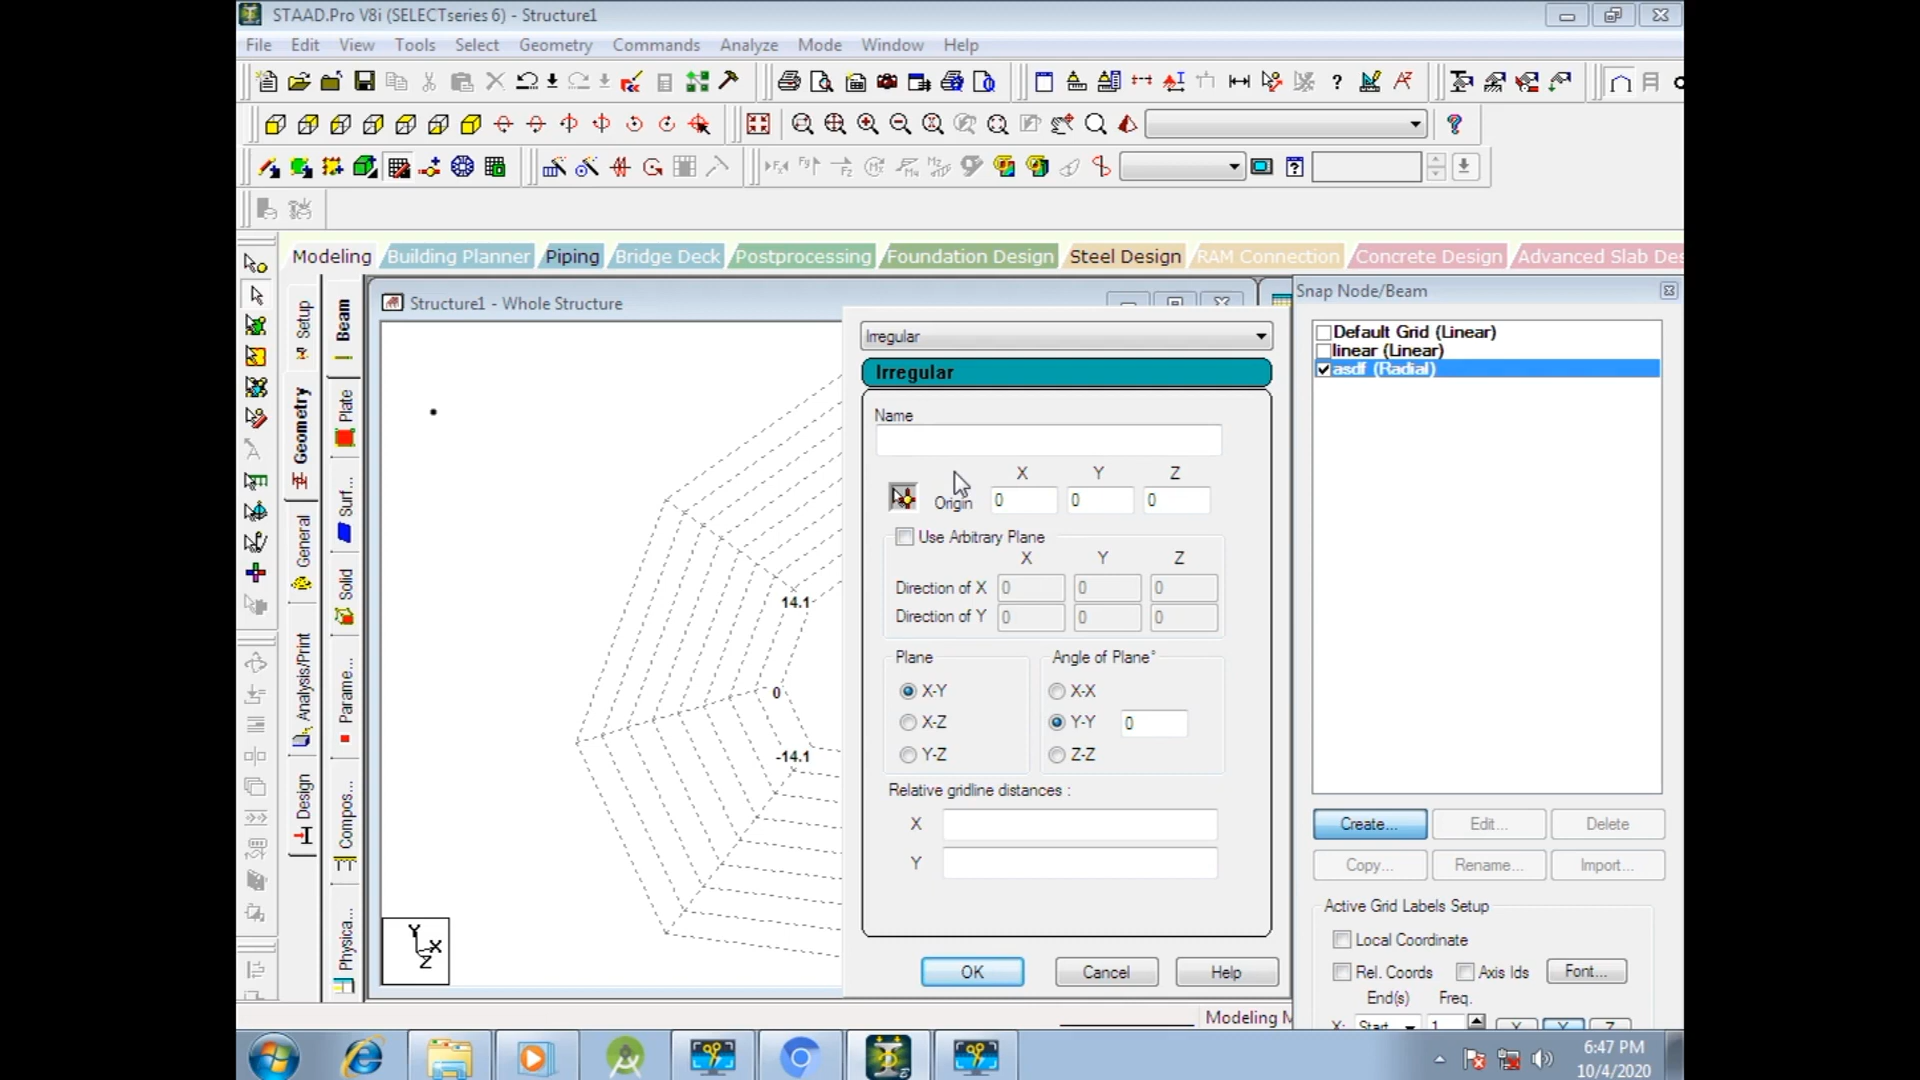 STAAD.Pro V8i (SELECTseries 6) - Structure1
File Edit View Tools Select Geometry Commands Analyze Mode Window Help
Modeling Building Planner Piping Bridge Deck Postprocessing Foundation Design Steel Design RAM Connection Concrete Design Advanced Slab Des
Structure1 - Whole Structure
Snap Node/Beam
Setup
Geometry
General
Analysis/Print
Design
Beam
Plate
Surf...
Solid
Parame...
Compos...
Physica...
14.1
0
-14.1
Y
X
Z
Irregular
Irregular
Name
X Y Z
Origin 0 0 0
Use Arbitrary Plane
X Y Z
Direction of X 0 0 0
Direction of Y 0 0 0
Plane Angle of Plane°
X-Y X-X
X-Z Y-Y 0
Y-Z Z-Z
Relative gridline distances :
X
Y
OK Cancel Help
Default Grid (Linear)
linear (Linear)
asdf (Radial)
Create... Edit... Delete
Copy... Rename... Import...
Active Grid Labels Setup
Local Coordinate
Rel. Coords Axis Ids Font...
End(s) Freq.
X: Start 1 X Y Z
Modeling M
6:47 PM
10/4/2020